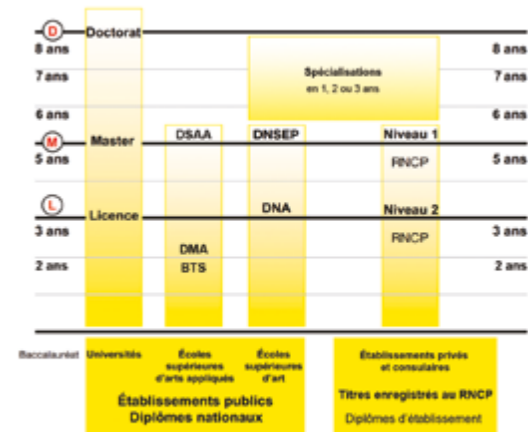 D Doctorat
8 ans 8 ans
Spécialisations
7 ans 7 ans
en 1, 2 ou 3 ans
6 ans 6 ans
M Master DSAA DNSEP Niveau 1
5 ans RNCP 5 ans
L Licence DNA Niveau 2
3 ans RNCP 3 ans
DMA
2 ans BTS 2 ans
Baccalauréat
Universités
Écoles
supérieures
d'arts appliqués
Écoles
supérieures
d'art
Établissements publics
Diplômes nationaux
Établissements privés
et consulaires
Titres enregistrés au RNCP
Diplômes d'établissement